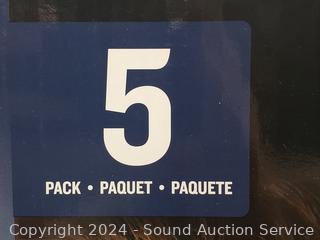 5
PACK • PAQUET • PAQUETE
Copyright 2024 - Sound Auction Service